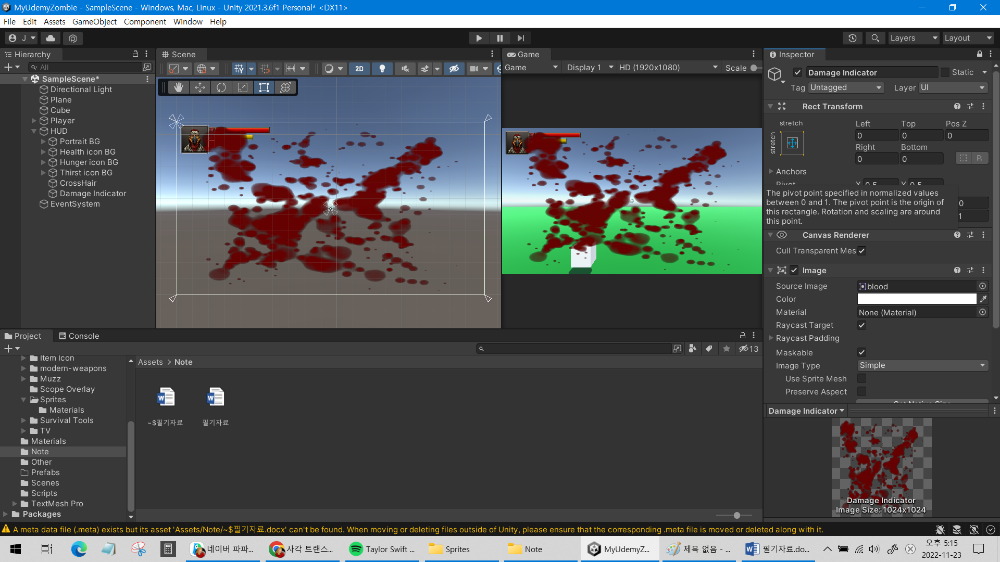 MyUdemyZombie - SampleScene - Windows, Mac, Linux - Unity 2021.3.6f1 Personal* <DX11>
File Edit Assets GameObject Component Window Help
J
Layers
Layout
Hierarchy
All
SampleScene*
Directional Light
Plane
Cube
Player
HUD
Portrait BG
Health icon BG
Hunger icon BG
Thirst icon BG
CrossHair
Damage Indicator
EventSystem
Scene
2D
Game
Game
Display 1
HD (1920x1080)
Scale
Inspector
Damage Indicator
Static
Tag
Untagged
Layer
UI
Rect Transform
stretch
stretch
Left Top Pos Z
0 0 0
Right Bottom
0 0
R
Anchors
The pivot point specified in normalized values
between 0 and 1. The pivot point is the origin of
this rectangle. Rotation and scaling are around
this point.
0
1
Canvas Renderer
Cull Transparent Mes
Image
Source Image
blood
Color
Material
None (Material)
Raycast Target
Raycast Padding
Maskable
Image Type
Simple
Use Sprite Mesh
Preserve Aspect
Damage Indicator
Damage Indicator
Image Size: 1024x1024
Project
Console
13
Item Icon
modern-weapons
Muzz
Scope Overlay
Sprites
Materials
Survival Tools
TV
Materials
Note
Other
Prefabs
Scenes
Scripts
TextMesh Pro
Packages
Assets > Note
~$필기자료
필기자료
A meta data file (.meta) exists but its asset 'Assets/Note/~$필기자료.docx' can't be found. When moving or deleting files outside of Unity, please ensure that the corresponding .meta file is moved or deleted along with it.
네이버 파파...
사각 트랜스...
Taylor Swift ...
Sprites
Note
MyUdemyZ...
제목 없음 - ...
필기자료.do...
오후 5:15
2022-11-23